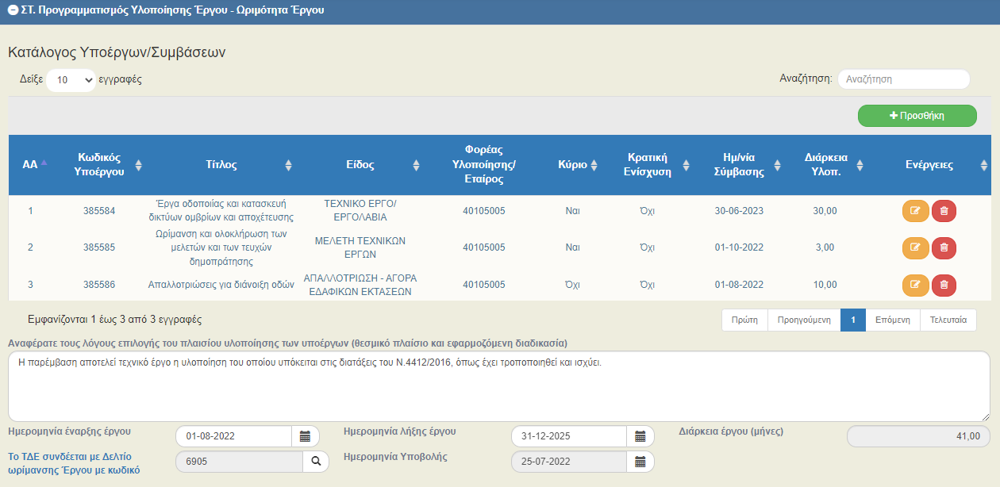 ΣΤ. Προγραμματισμός Υλοποίησης Έργου - Ωριμότητα Έργου
Κατάλογος Υποέργων/Συμβάσεων
Δείξε 10 εγγραφές
Αναζήτηση: Αναζήτηση
Προσθήκη
ΑΑ Κωδικός Υποέργου Τίτλος Είδος Φορέας Υλοποίησης/ Εταίρος Κύριο Κρατική Ενίσχυση Ημ/νία Σύμβασης Διάρκεια Υλοπ. Ενέργειες
1 385584 Έργα οδοποιίας και κατασκευή δικτύων ομβρίων και αποχέτευσης ΤΕΧΝΙΚΟ ΕΡΓΟ/ ΕΡΓΟΛΑΒΙΑ 40105005 Ναι Όχι 30-06-2023 30,00
2 385585 Ωρίμανση και ολοκλήρωση των μελετών και των τευχών δημοπράτησης ΜΕΛΕΤΗ ΤΕΧΝΙΚΩΝ ΕΡΓΩΝ 40105005 Ναι Όχι 01-10-2022 3,00
3 385586 Απαλλοτριώσεις για διάνοιξη οδών ΑΠΑΛΛΟΤΡΙΩΣΗ - ΑΓΟΡΑ ΕΔΑΦΙΚΩΝ ΕΚΤΑΣΕΩΝ 40105005 Όχι Όχι 01-08-2022 10,00
Εμφανίζονται 1 έως 3 από 3 εγγραφές
Πρώτη Προηγούμενη 1 Επόμενη Τελευταία
Αναφέρατε τους λόγους επιλογής του πλαισίου υλοποίησης των υποέργων (θεσμικό πλαίσιο και εφαρμοζόμενη διαδικασία)
Η παρέμβαση αποτελεί τεχνικό έργο η υλοποίηση του οποίου υπόκειται στις διατάξεις του Ν.4412/2016, όπως έχει τροποποιηθεί και ισχύει.
Ημερομηνία έναρξης έργου 01-08-2022 Ημερομηνία λήξης έργου 31-12-2025 Διάρκεια έργου (μήνες) 41,00
Το ΤΔΕ συνδέεται με Δελτίο ωρίμανσης Έργου με κωδικό 6905 Ημερομηνία Υποβολής 25-07-2022